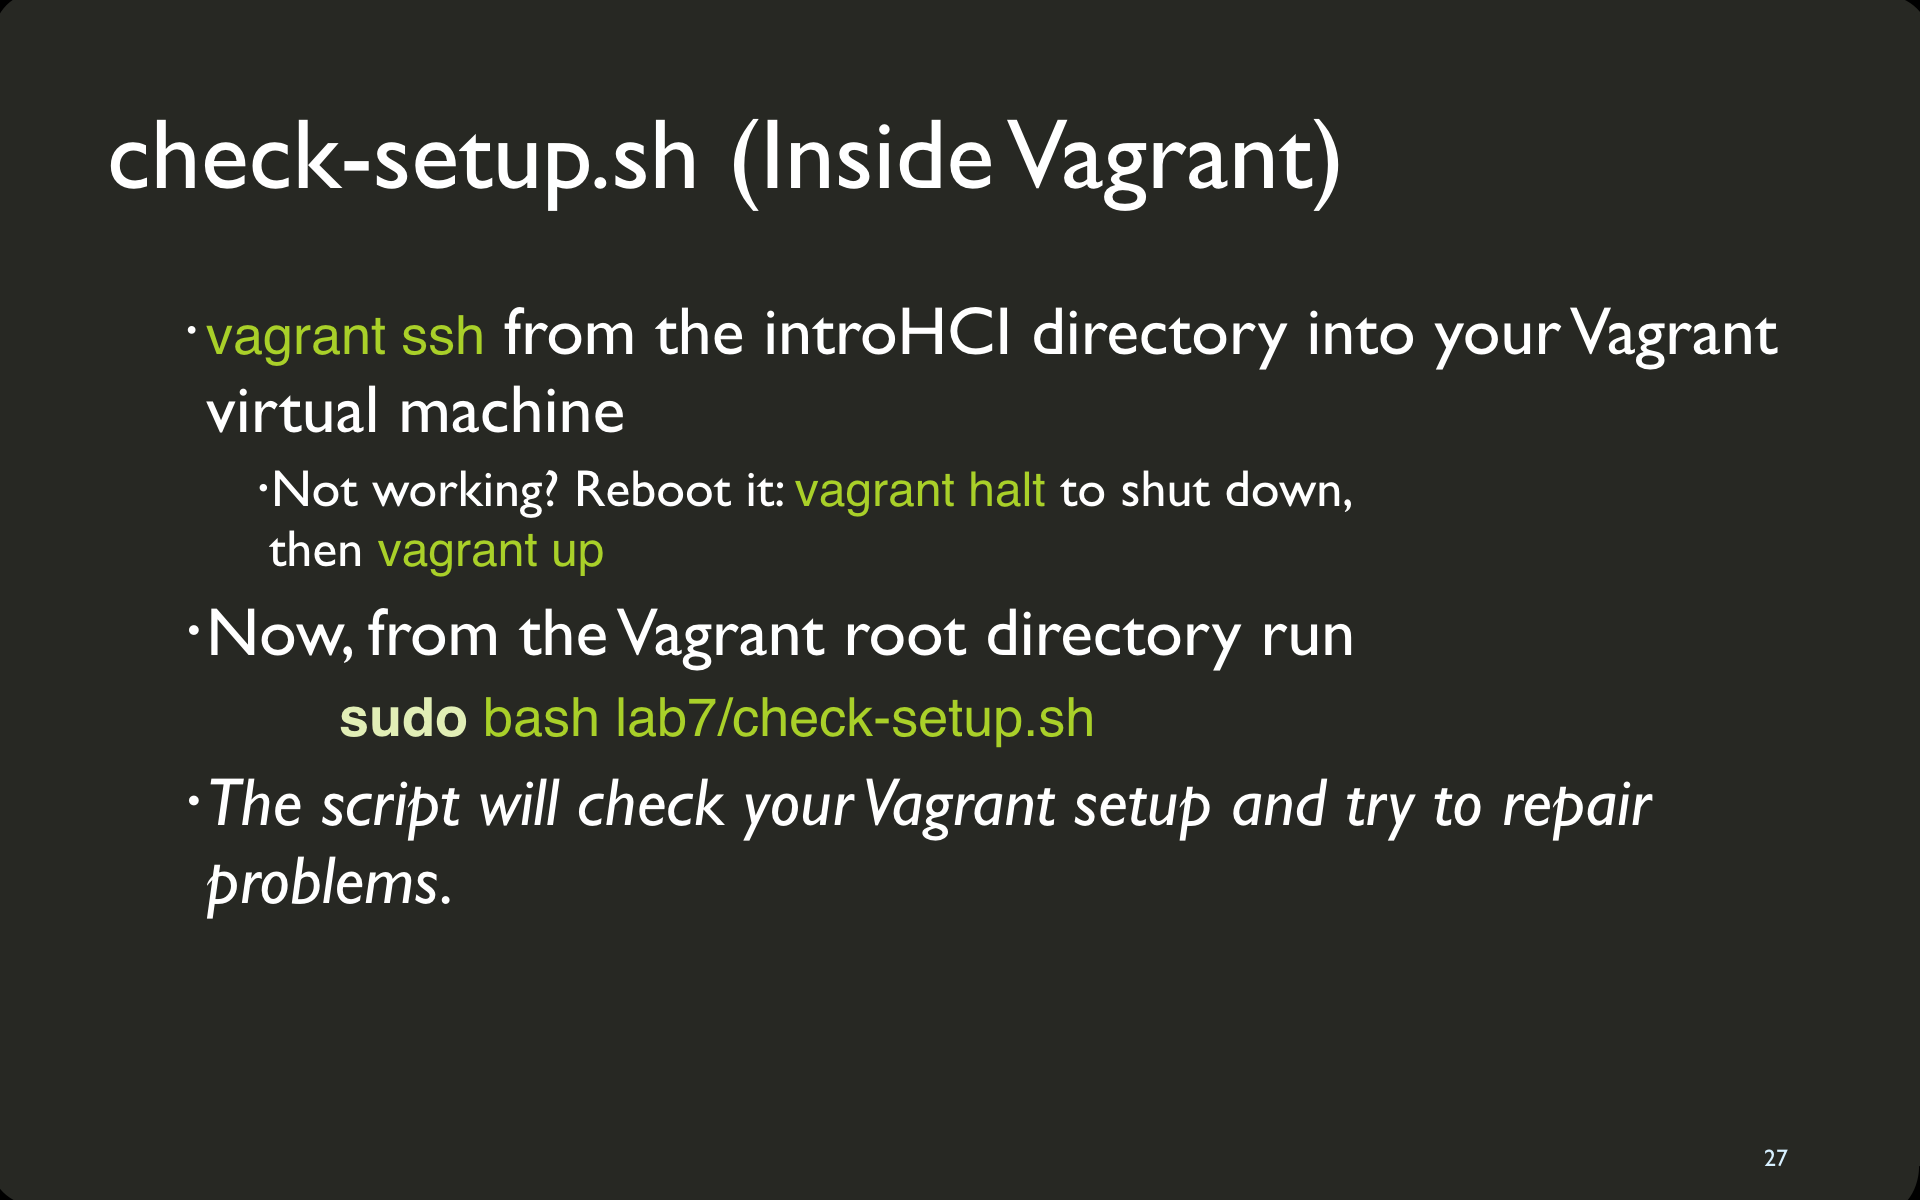 check-setup.sh (Inside Vagrant)
•vagrant ssh from the introHCI directory into your Vagrant
virtual machine
•Not working? Reboot it: vagrant halt to shut down,
then vagrant up
•Now, from the Vagrant root directory run
sudo bash lab7/check-setup.sh
•The script will check your Vagrant setup and try to repair
problems.
27